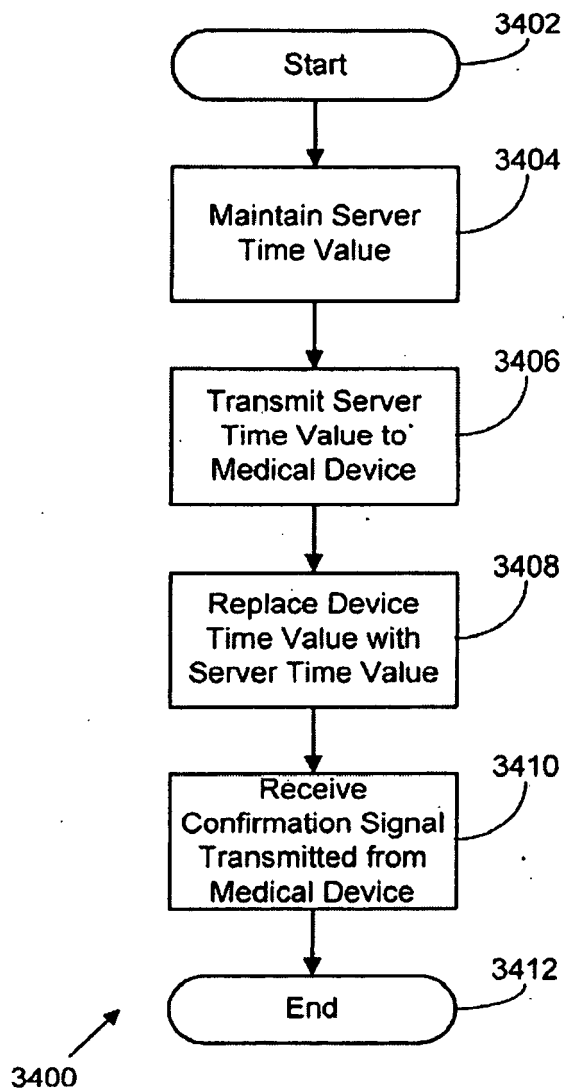 3402
Start
3404
Maintain Server
Time Value
3406
Transmit Server
Time Value to
Medical Device
3408
Replace Device
Time Value with
Server Time Value
3410
Receive
Confirmation Signal
Transmitted from
Medical Device
3412
End
3400